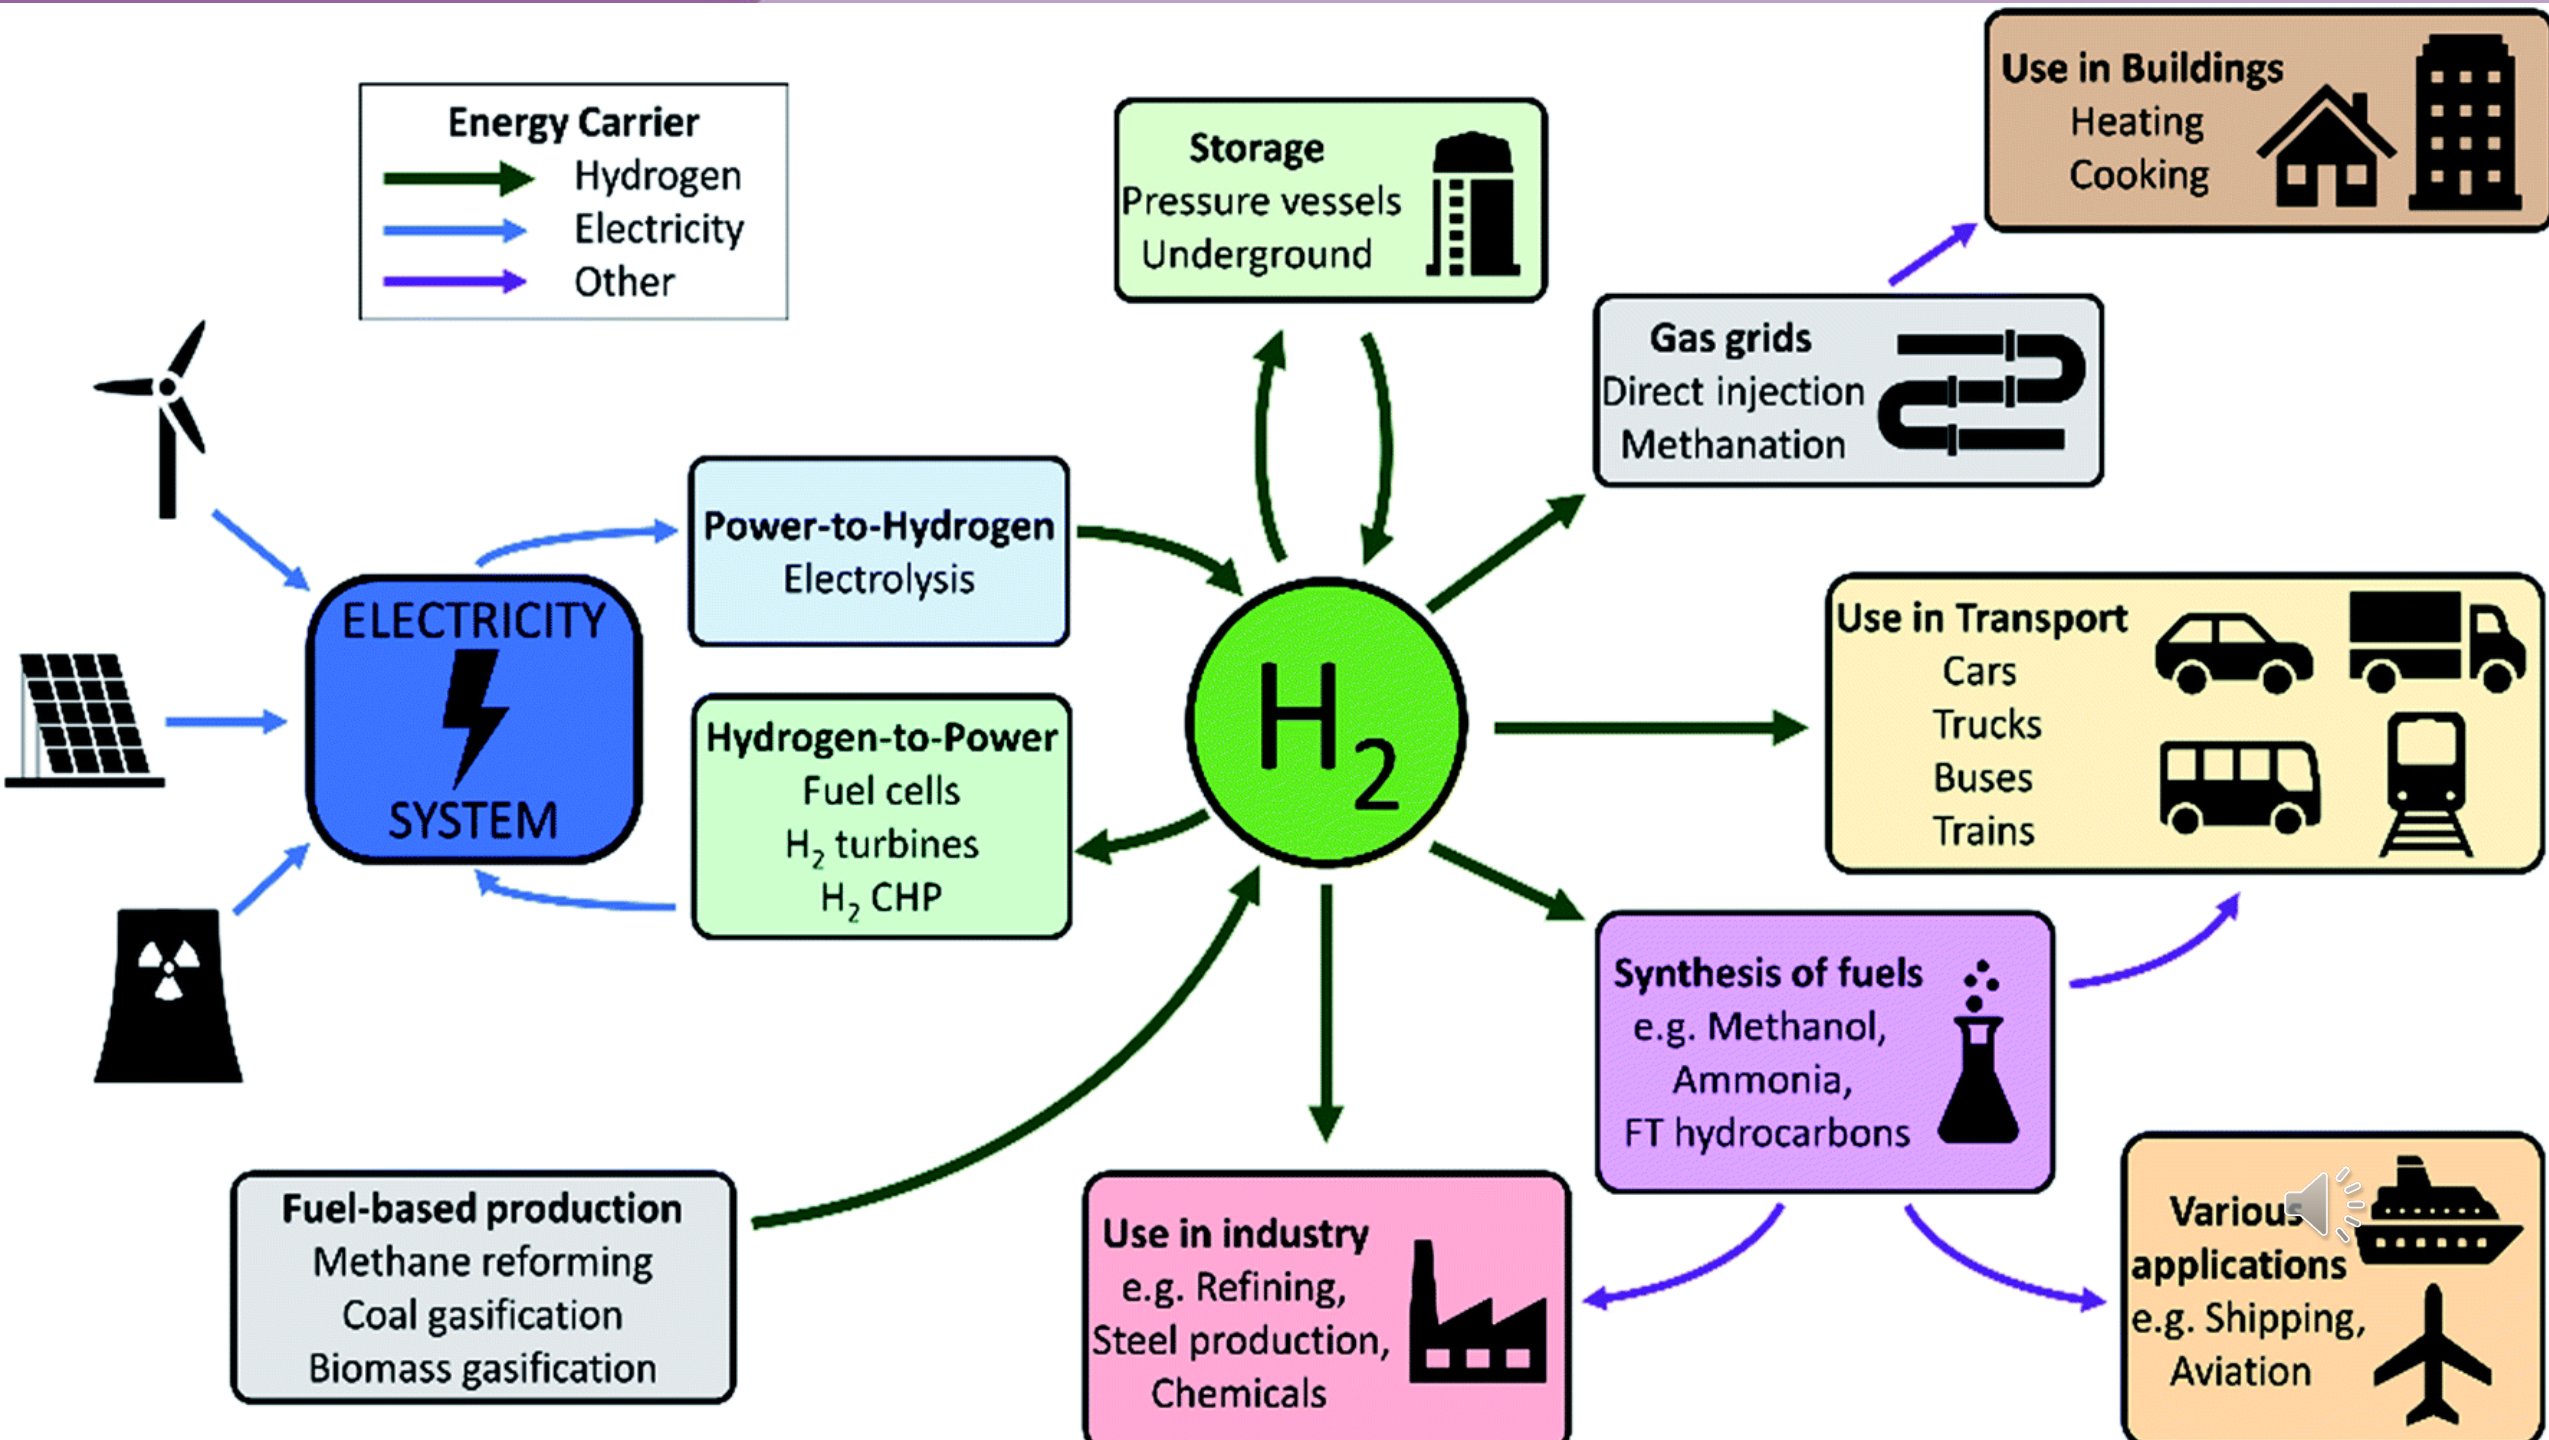 Energy Carrier
Hydrogen
Electricity
Other
Storage
Pressure vessels
Underground
Use in Buildings
Heating
Cooking
Gas grids
Direct injection
Methanation
Power-to-Hydrogen
Electrolysis
ELECTRICITY
SYSTEM
Hydrogen-to-Power
Fuel cells
H₂ turbines
H₂ CHP
H₂
Use in Transport
Cars
Trucks
Buses
Trains
Synthesis of fuels
e.g. Methanol,
Ammonia,
FT hydrocarbons
Fuel-based production
Methane reforming
Coal gasification
Biomass gasification
Use in industry
e.g. Refining,
Steel production,
Chemicals
Various
applications
e.g. Shipping,
Aviation